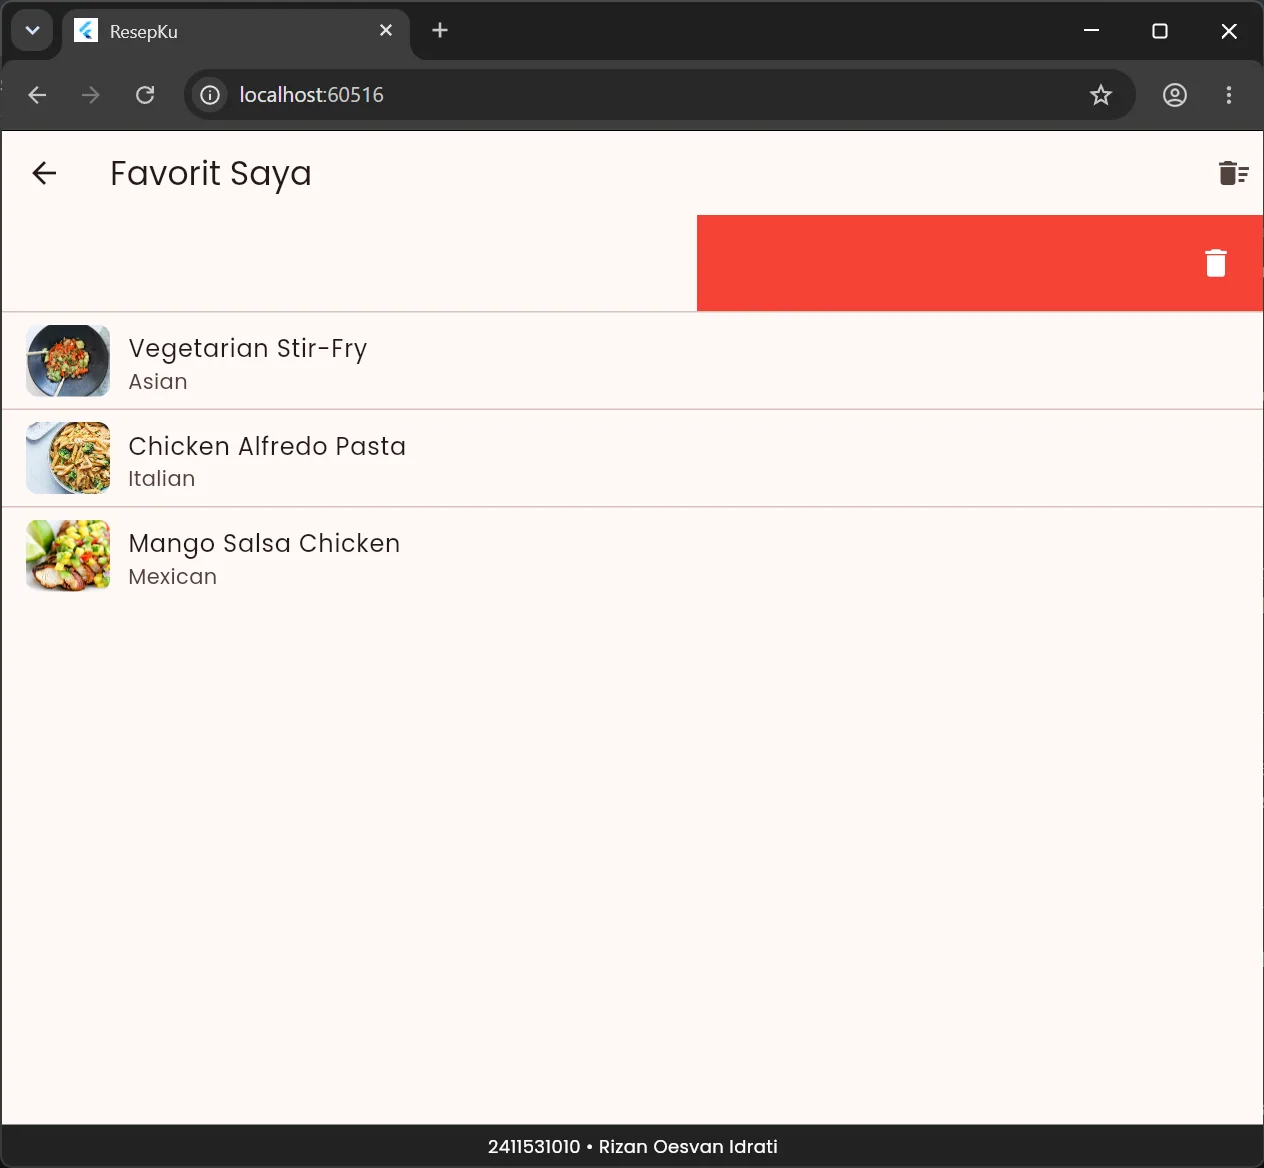 ResepKu
localhost:60516
Favorit Saya
Vegetarian Stir-Fry
Asian
Chicken Alfredo Pasta
Italian
Mango Salsa Chicken
Mexican
2411531010 • Rizan Oesvan Idrati